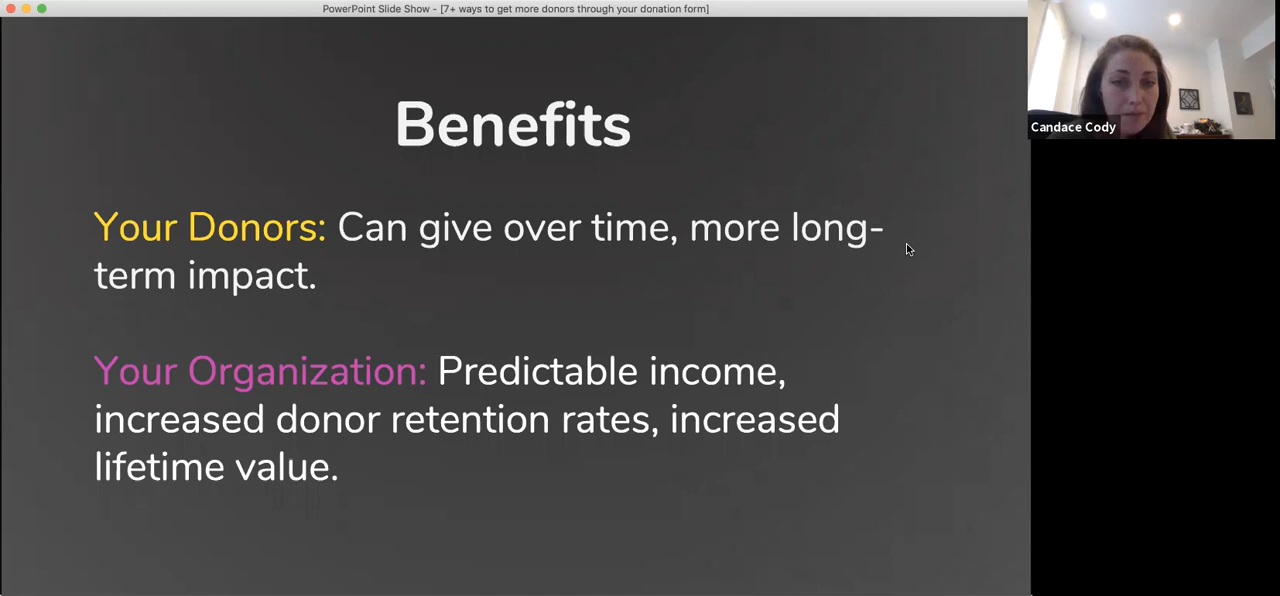 PowerPoint Slide Show - [7+ ways to get more donors through your donation form]
Benefits
Your Donors: Can give over time, more long-
term impact.
Your Organization: Predictable income,
increased donor retention rates, increased
lifetime value.
Candace Cody